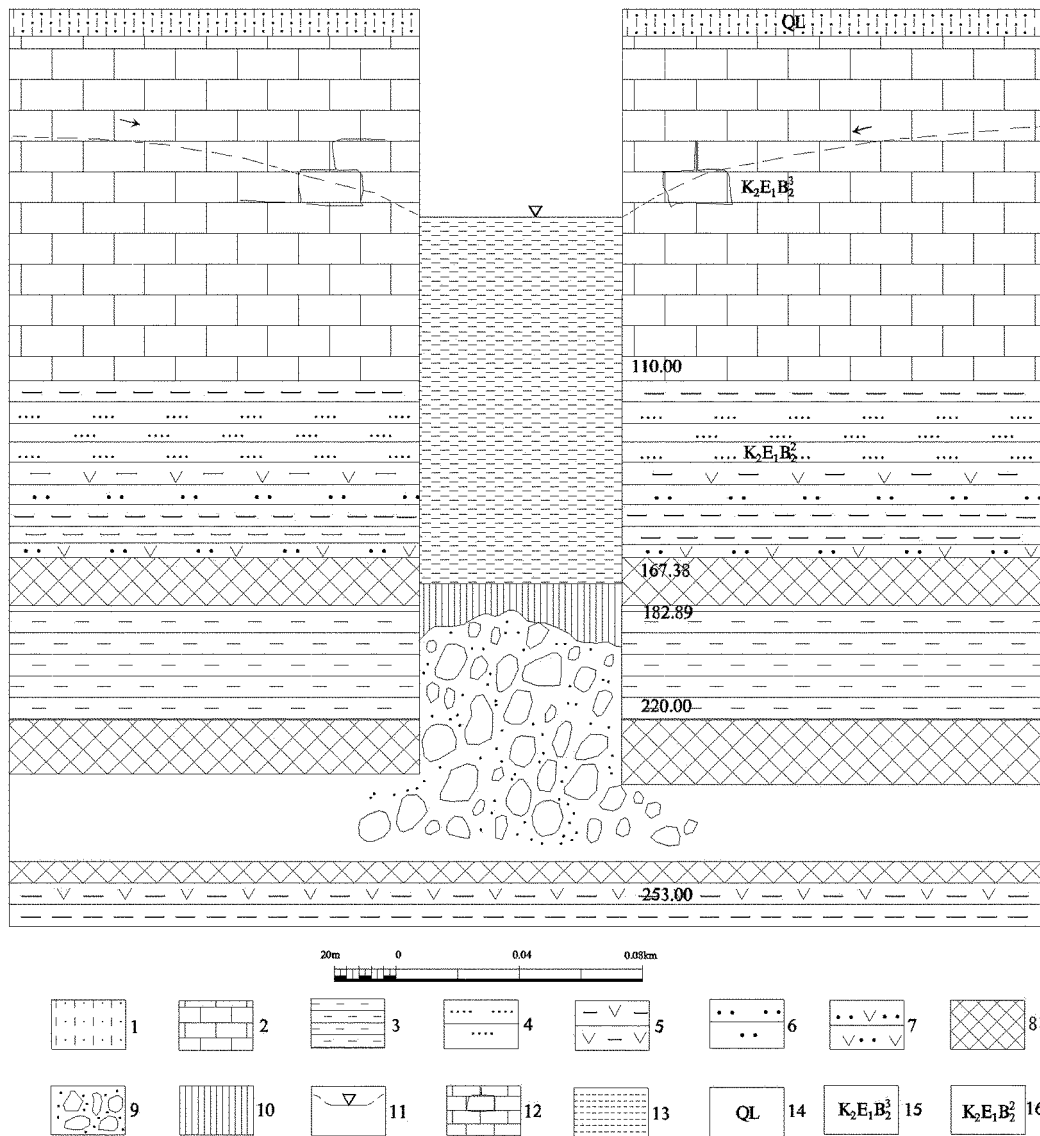 QL
K₂E₁B₂³
110.00
K₂E₁B₂²
167.38
182.89
220.00
253.00
20m 0 0.04 0.08km
1 2 3 4 5 6 7 8
9 10 11 12 13 QL 14 K₂E₁B₂³ 15 K₂E₁B₂² 16